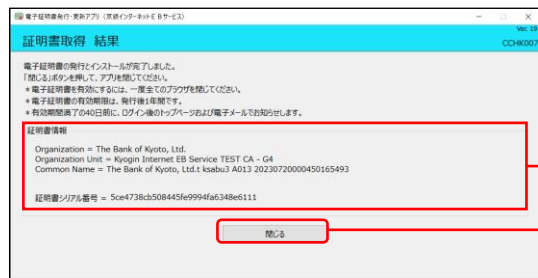 電子証明書発行・更新アプリ（京銀インターネットＥＢサービス）
Ver. 19
証明書取得 結果
CCHK007
電子証明書の発行とインストールが完了しました。
「閉じる」ボタンを押して、アプリを閉じてください。
＊電子証明書を有効にするには、一度全てのブラウザを閉じてください。
＊電子証明書の有効期限は、発行後1年間です。
＊有効期間満了の40日前に、ログイン後のトップページおよび電子メールでお知らせします。
証明書情報
Organization = The Bank of Kyoto, Ltd.
Organization Unit = Kyogin Internet EB Service TEST CA - G4
Common Name = The Bank of Kyoto, Ltd.t ksabu3 A013 20230720000450165493
証明書シリアル番号 = 5ce4738cb508445fe9994fa6348e6111
閉じる